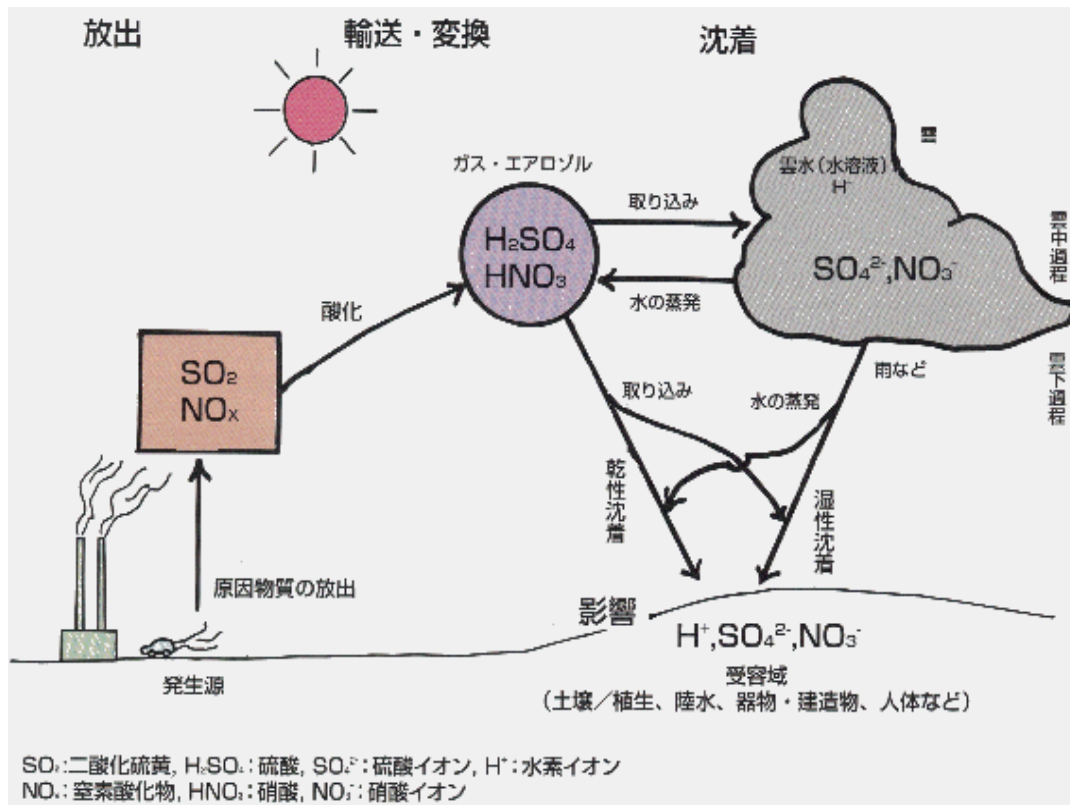 放出
輸送・変換
沈着
ガス・エアロゾル
H₂SO₄
HNO₃
取り込み
水の蒸発
雲
雲水(水溶液)
H⁻
SO₄²⁻,NO₃⁻
雲中過程
雲下過程
酸化
SO₂
NOₓ
取り込み
水の蒸発
雨など
乾性沈着
湿性沈着
原因物質の放出
発生源
影響
H⁺,SO₄²⁻,NO₃⁻
受容域
(土壌/植生、陸水、器物・建造物、人体など)
SO₂:二酸化硫黄, H₂SO₄:硫酸, SO₄²⁻:硫酸イオン, H⁺:水素イオン
NOₓ:窒素酸化物, HNO₃:硝酸, NO₃⁻:硝酸イオン